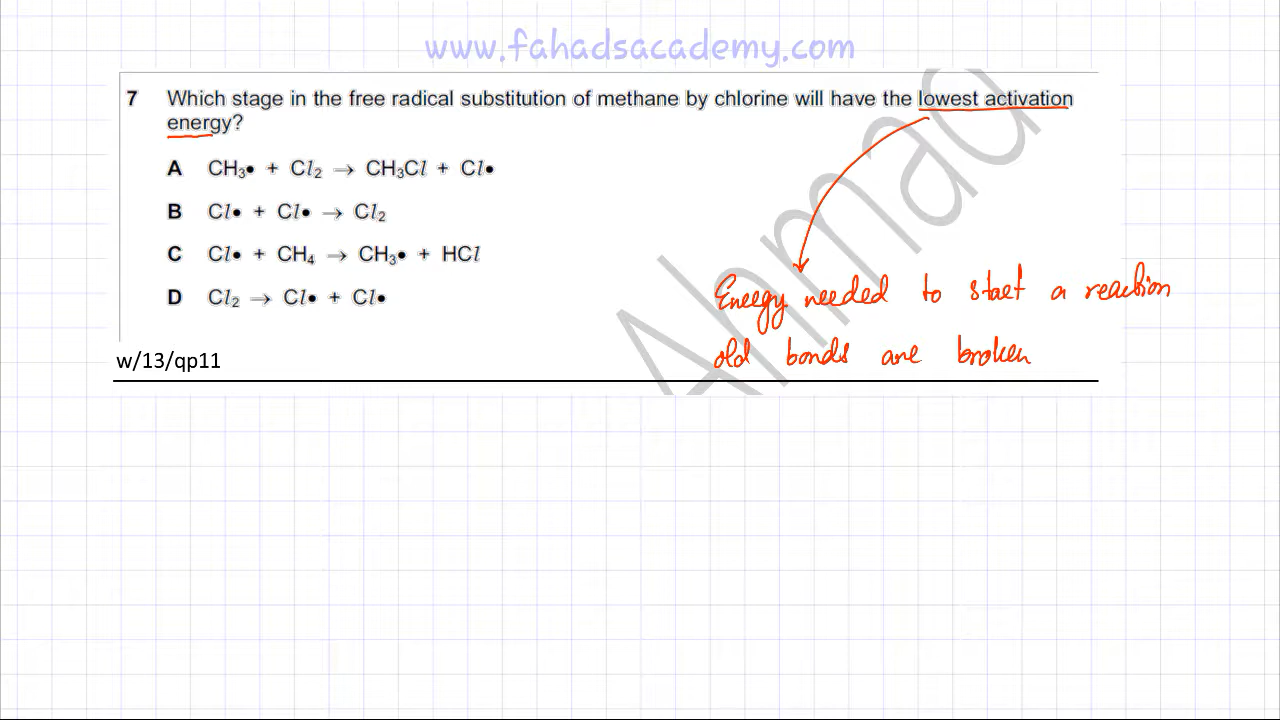 www.fahadsacademy.com
7 Which stage in the free radical substitution of methane by chlorine will have the lowest activation
energy?
A CH₃• + Cl₂ → CH₃Cl + Cl•
B Cl• + Cl• → Cl₂
C Cl• + CH₄ → CH₃• + HCl
D Cl₂ → Cl• + Cl•
Energy needed to start a reaction
old bonds are broken
w/13/qp11
Ahmad